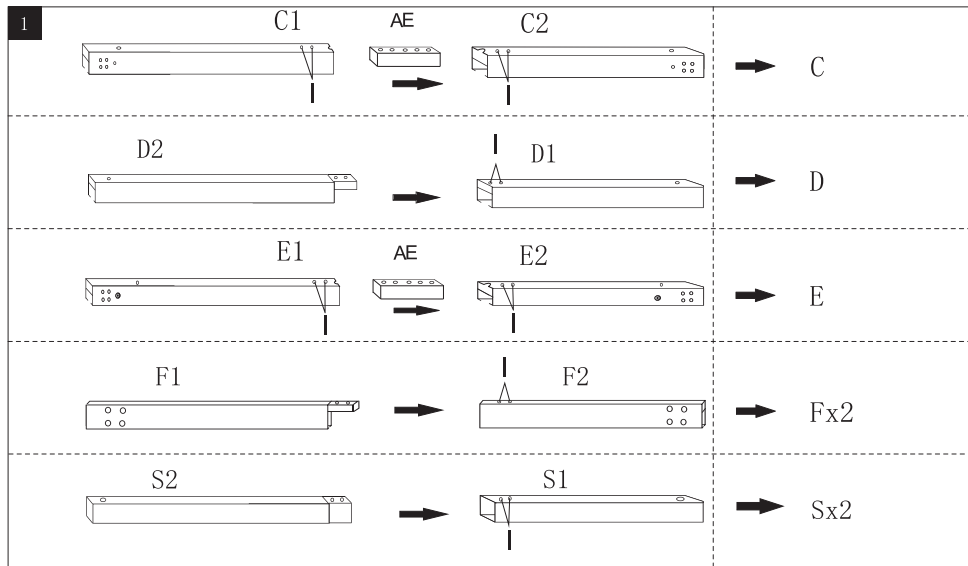 1
C1 AE C2
I I
C
I
D2 D1
D
E1 AE E2
I I
E
I
F1 F2
Fx2
S2 S1
I
Sx2